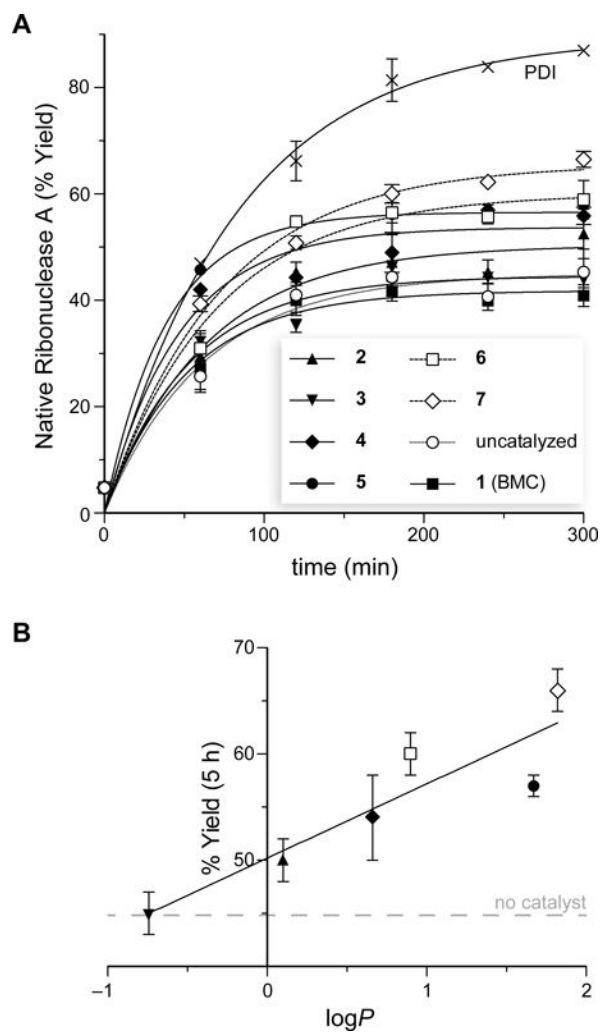 A
Native Ribonuclease A (% Yield)
80
60
40
20
0
PDI
2
6
3
7
4
uncatalyzed
5
1 (BMC)
0
100
200
300
time (min)
B
% Yield (5 h)
70
60
50
no catalyst
−1
0
1
2
logP